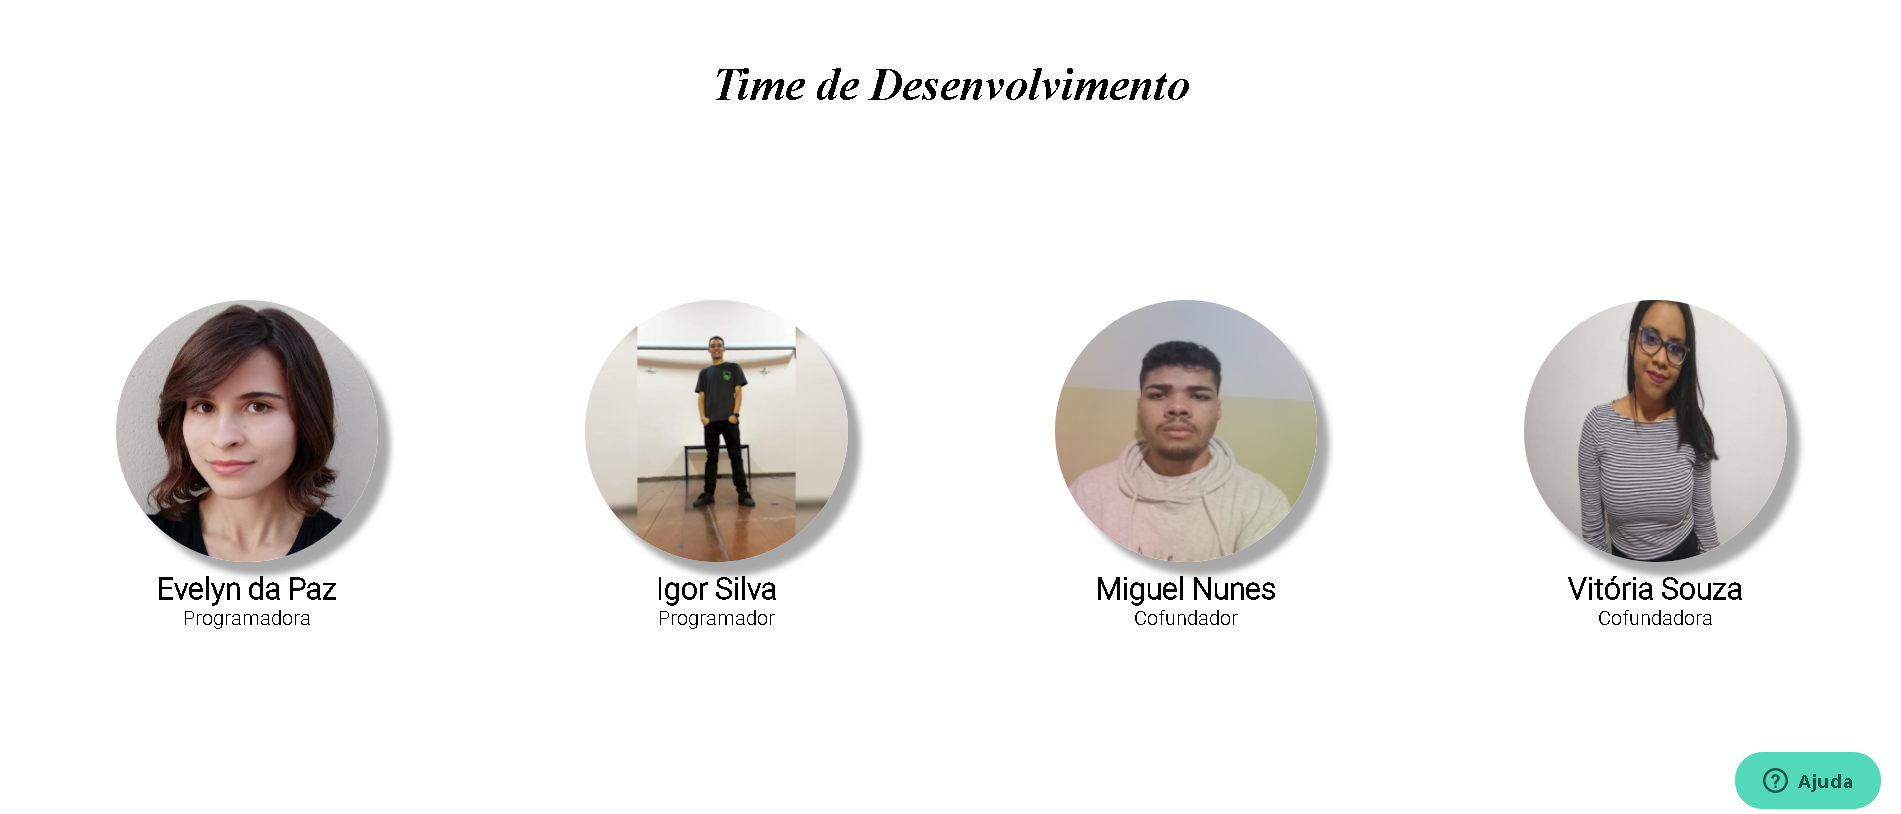 Time de Desenvolvimento
Evelyn da Paz
Programadora
Igor Silva
Programador
Miguel Nunes
Cofundador
Vitória Souza
Cofundadora
Ajuda